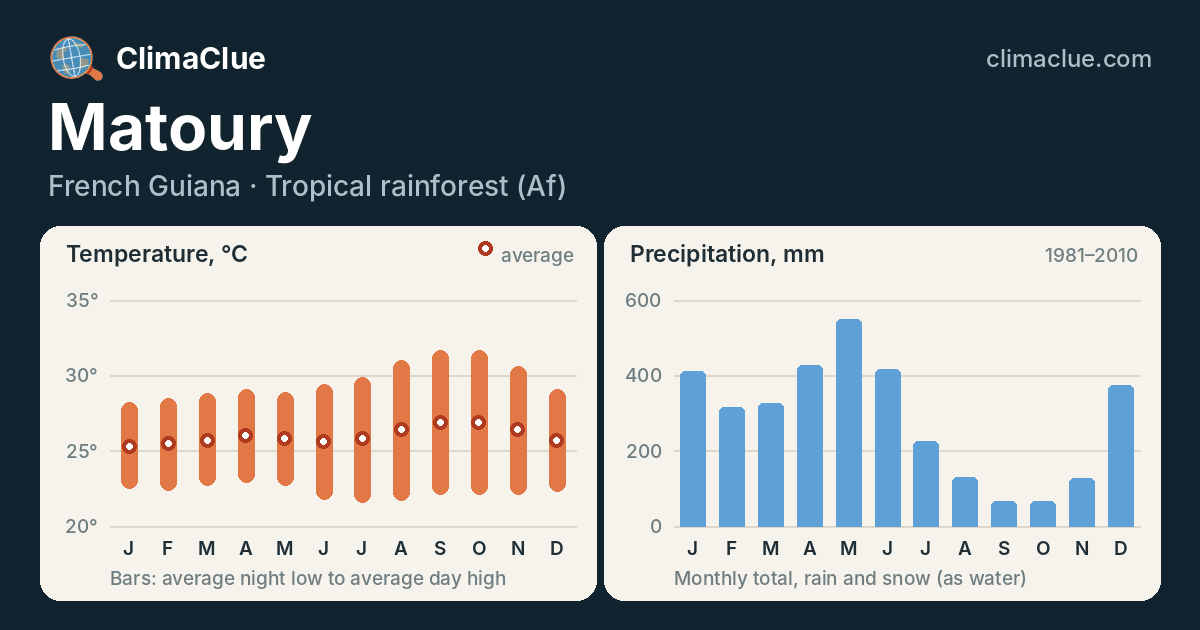 ClimaClue
climaclue.com
Matoury
French Guiana · Tropical rainforest (Af)
Temperature, °C
average
35°
30°
25°
20°
J F M A M J J A S O N D
Bars: average night low to average day high
Precipitation, mm
1981–2010
600
400
200
0
J F M A M J J A S O N D
Monthly total, rain and snow (as water)